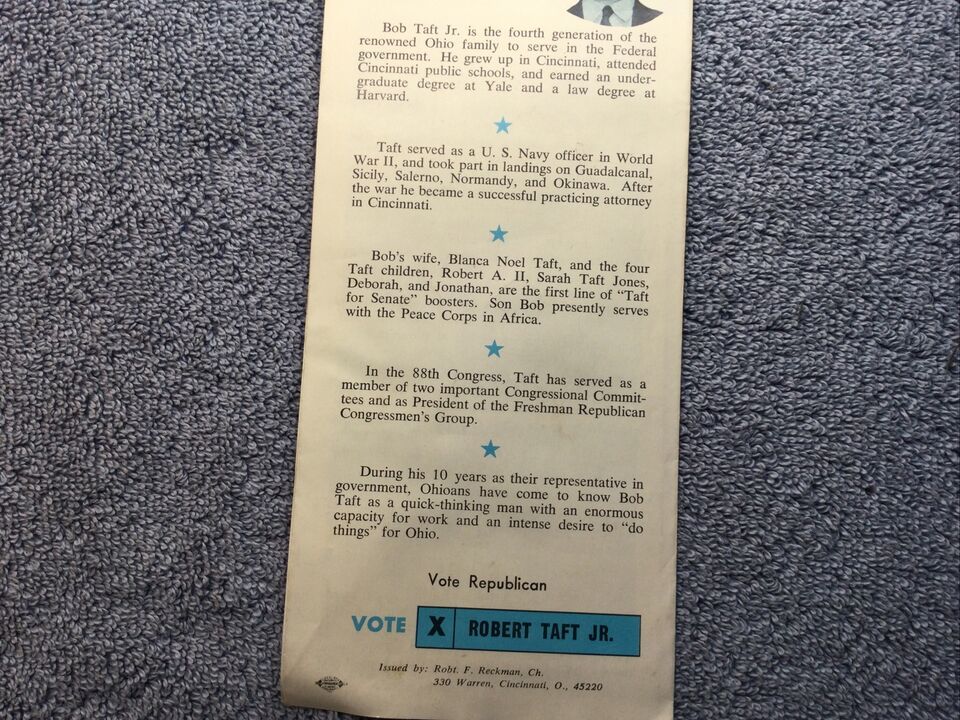 Bob Taft Jr. is the fourth generation of the
renowned Ohio family to serve in the Federal
government. He grew up in Cincinnati, attended
Cincinnati public schools, and earned an under-
graduate degree at Yale and a law degree at
Harvard.
Taft served as a U. S. Navy officer in World
War II, and took part in landings on Guadalcanal,
Sicily, Salerno, Normandy, and Okinawa. After
the war he became a successful practicing attorney
in Cincinnati.
Bob's wife, Blanca Noel Taft, and the four
Taft children, Robert A. II, Sarah Taft Jones,
Deborah, and Jonathan, are the first line of "Taft
for Senate" boosters. Son Bob presently serves
with the Peace Corps in Africa.
In the 88th Congress, Taft has served as a
member of two important Congressional Commit-
tees and as President of the Freshman Republican
Congressmen's Group.
During his 10 years as their representative in
government, Ohioans have come to know Bob
Taft as a quick-thinking man with an enormous
capacity for work and an intense desire to "do
things" for Ohio.
Vote Republican
VOTE X ROBERT TAFT JR.
Issued by: Robt. F. Reckman, Ch.
330 Warren, Cincinnati, O., 45220